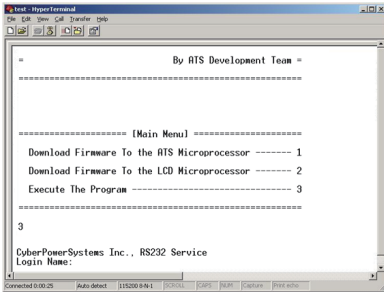 test - HyperTerminal
File Edit View Call Transfer Help
= By ATS Development Team =
=======================================================
===================== [Main Menu] =====================
Download Firmware To the ATS Microprocessor ------- 1
Download Firmware To the LCD Microprocessor ------- 2
Execute The Program ------------------------------- 3
=======================================================
3
CyberPowerSystems Inc., RS232 Service
Login Name:
Connected 0:00:25 Auto detect 115200 8-N-1 SCROLL CAPS NUM Capture Print echo